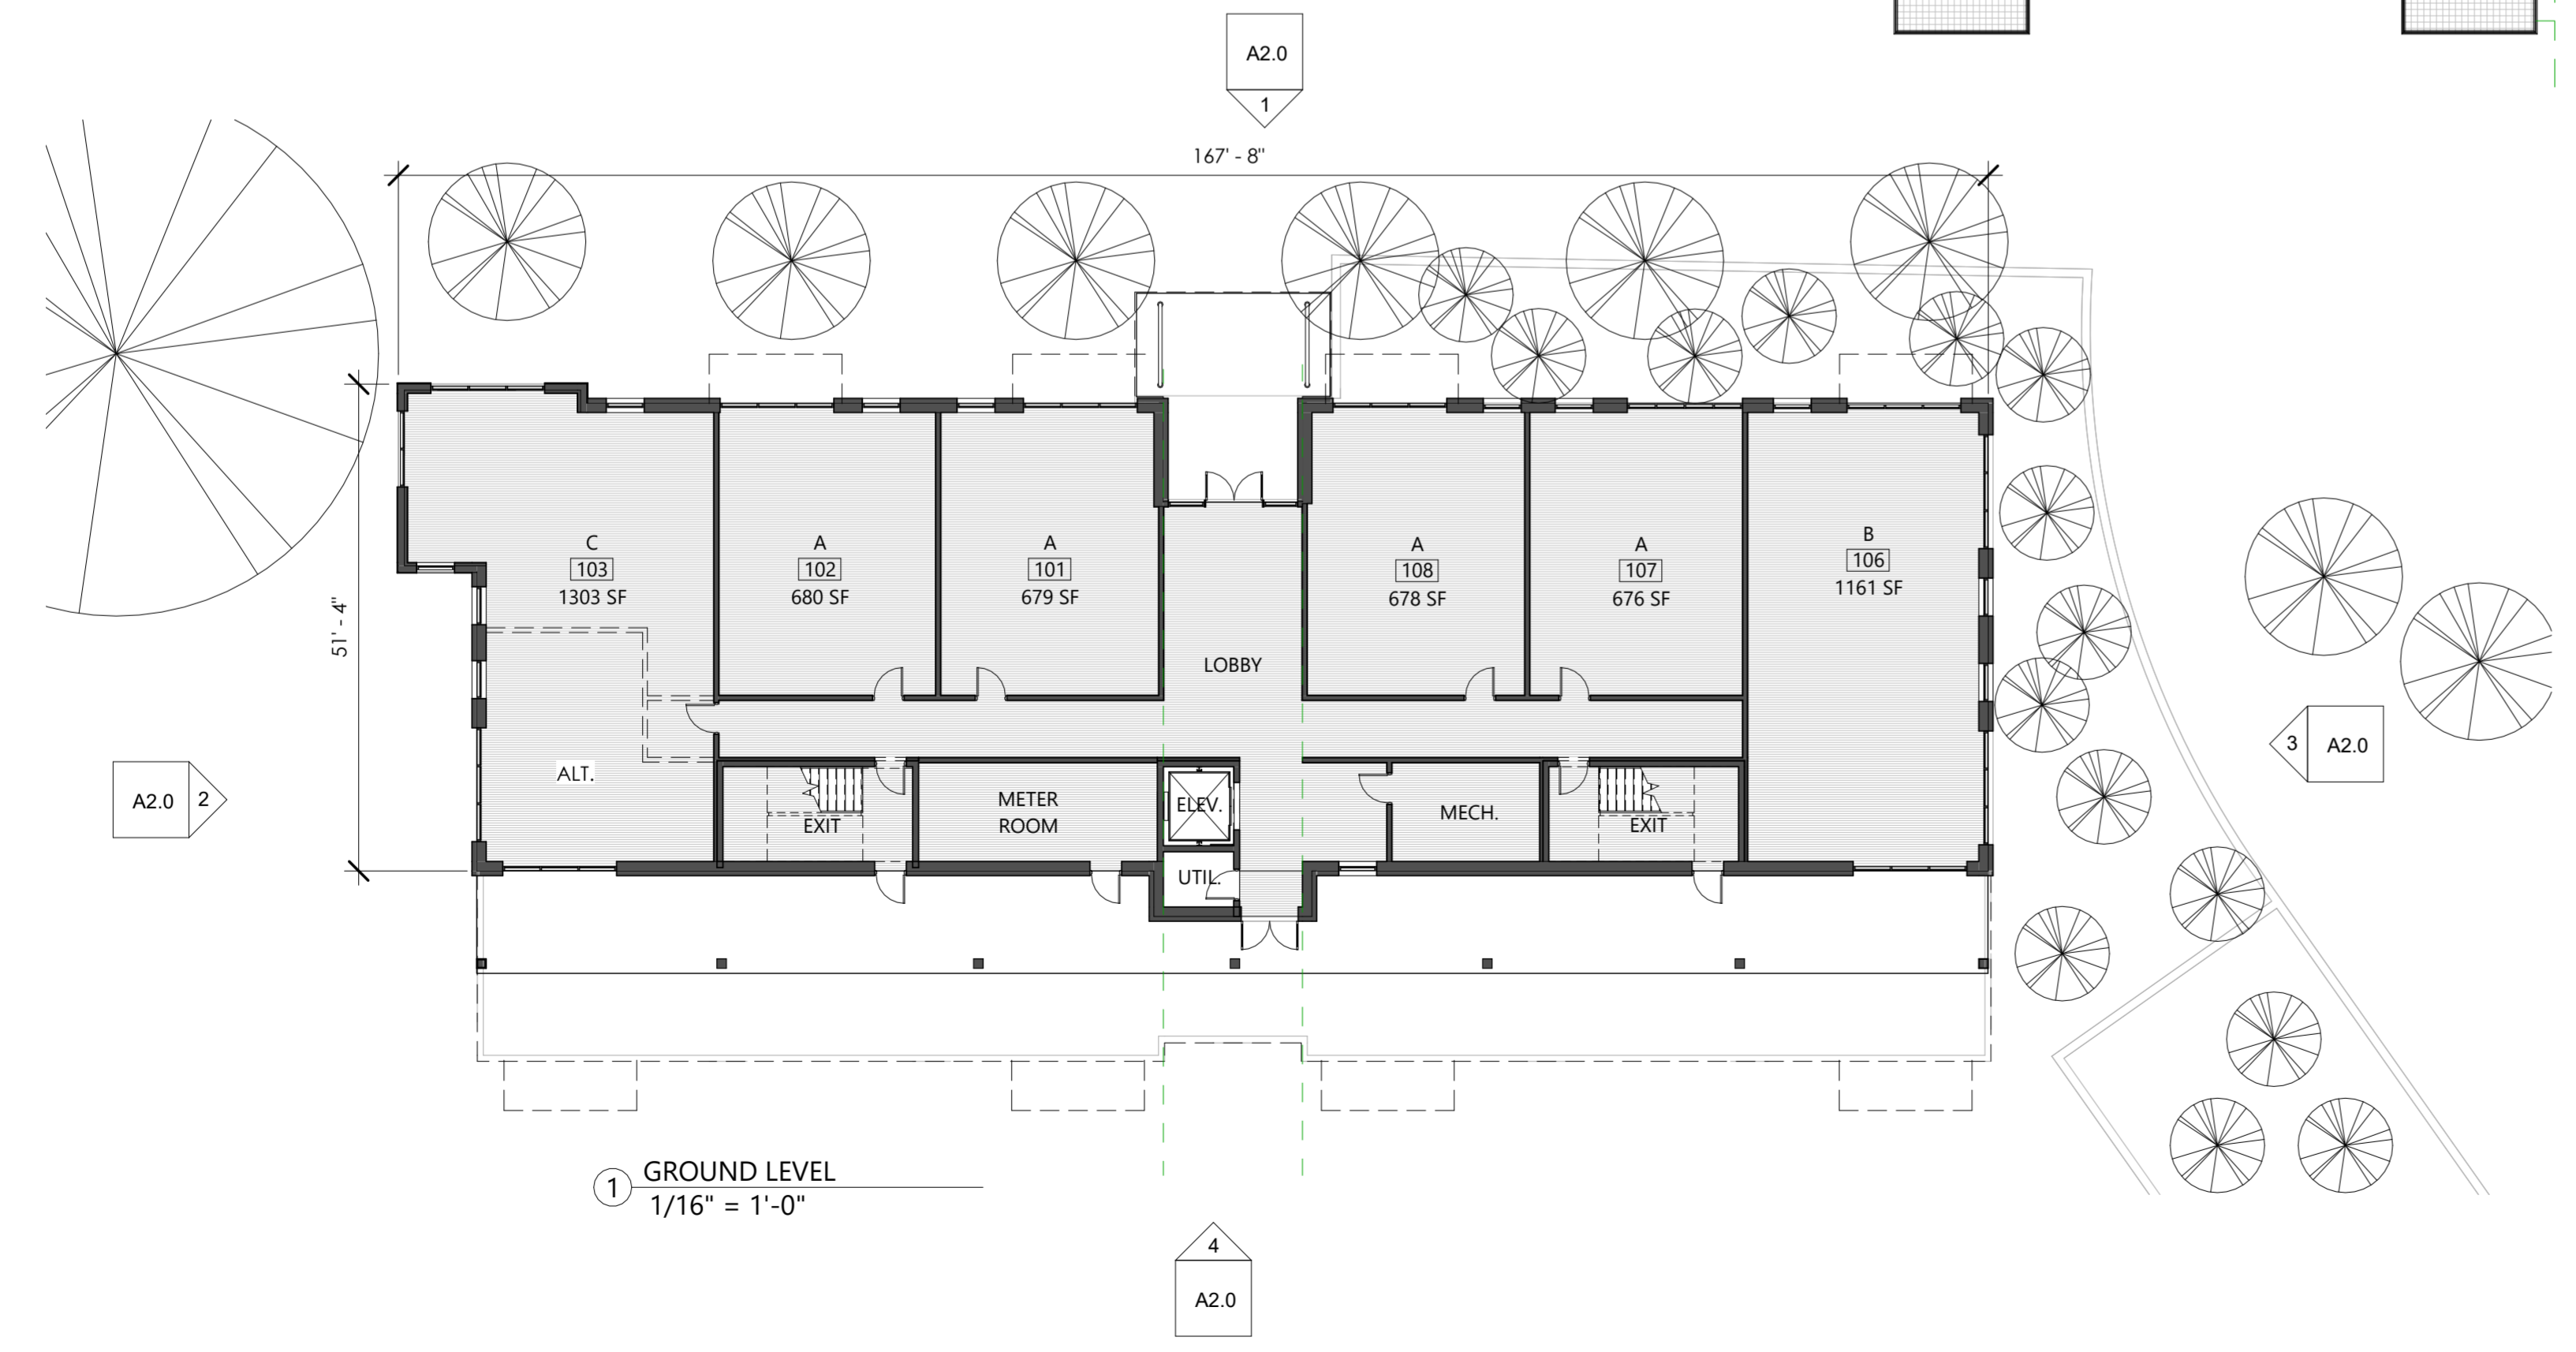 A2.0
1
167' - 8"
51' - 4"
C
103
1303 SF
A
102
680 SF
A
101
679 SF
A
108
678 SF
A
107
676 SF
B
106
1161 SF
LOBBY
ALT.
EXIT
METER
ROOM
ELEV.
UTIL.
MECH.
EXIT
A2.0
2
3
A2.0
1
GROUND LEVEL
1/16" = 1'-0"
4
A2.0